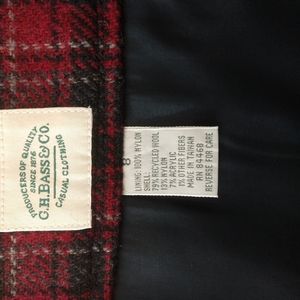 PRODUCERS OF QUALITY
SINCE 1876
G.H. BASS & CO.
CASUAL CLOTHING
8
LINING: 100% NYLON
SHELL:
79% RECYCLED WOOL
13% NYLON
7% ACRYLIC
1% OTHER FIBERS
MADE IN TAIWAN
RN 84468
REVERSE FOR CARE